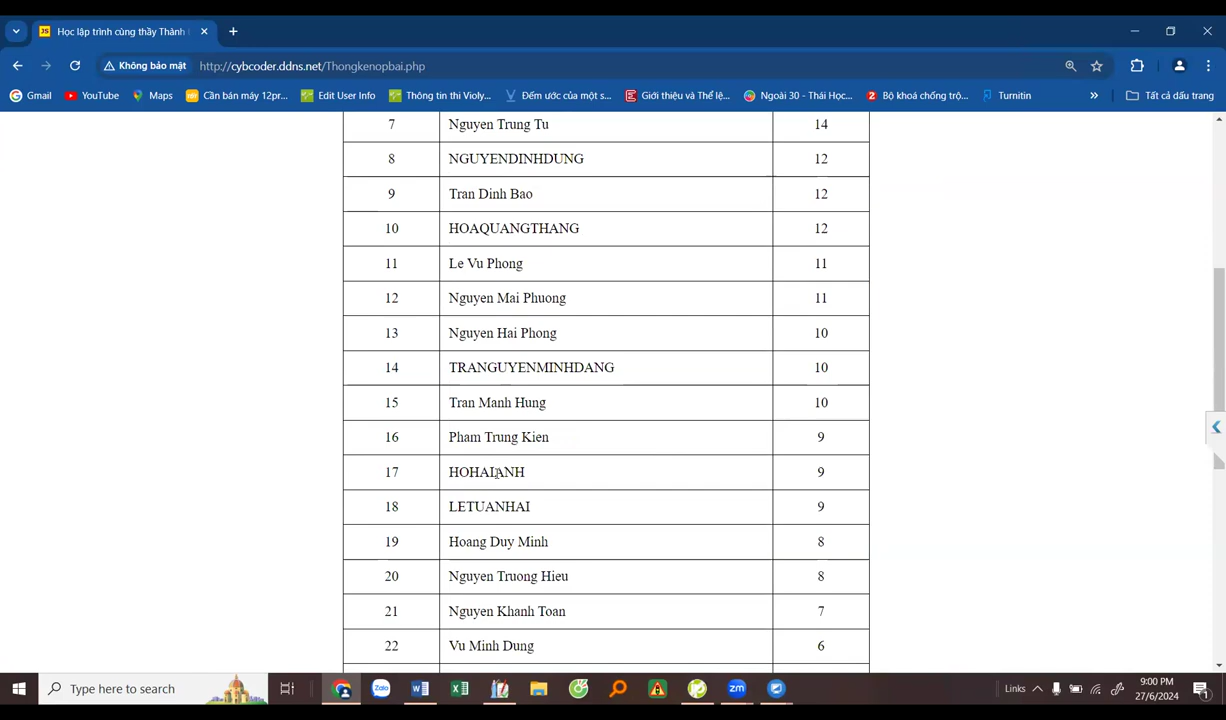 Học lập trình cùng thầy Thành
Không bảo mật
http://cybcoder.ddns.net/Thongkenopbai.php
Gmail YouTube Maps Cần bán máy 12pr... Edit User Info Thông tin thi Violy... Đếm ước của một s... Giới thiệu và Thể lệ... Ngoài 30 - Thái Học... Bộ khoá chống trộ... Turnitin » Tất cả dấu trang
7 Nguyen Trung Tu 14
8 NGUYENDINHDUNG 12
9 Tran Dinh Bao 12
10 HOAQUANGTHANG 12
11 Le Vu Phong 11
12 Nguyen Mai Phuong 11
13 Nguyen Hai Phong 10
14 TRANGUYENMINHDANG 10
15 Tran Manh Hung 10
16 Pham Trung Kien 9
17 HOHAIANH 9
18 LETUANHAI 9
19 Hoang Duy Minh 8
20 Nguyen Truong Hieu 8
21 Nguyen Khanh Toan 7
22 Vu Minh Dung 6
Type here to search
Zalo
zm
Links
9:00 PM
27/6/2024
1